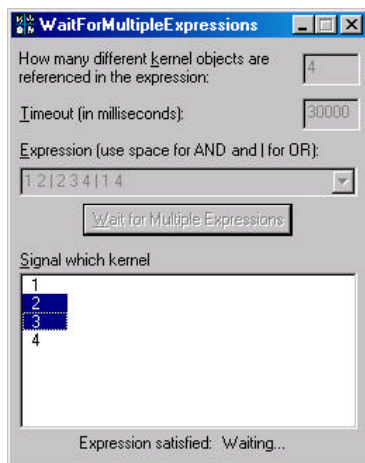 WaitForMultipleExpressions
How many different kernel objects are
referenced in the expression:
4
Timeout (in milliseconds):
30000
Expression (use space for AND and | for OR):
1 2 | 2 3 4 | 1 4
Wait for Multiple Expressions
Signal which kernel
1
2
3
4
Expression satisfied: Waiting...